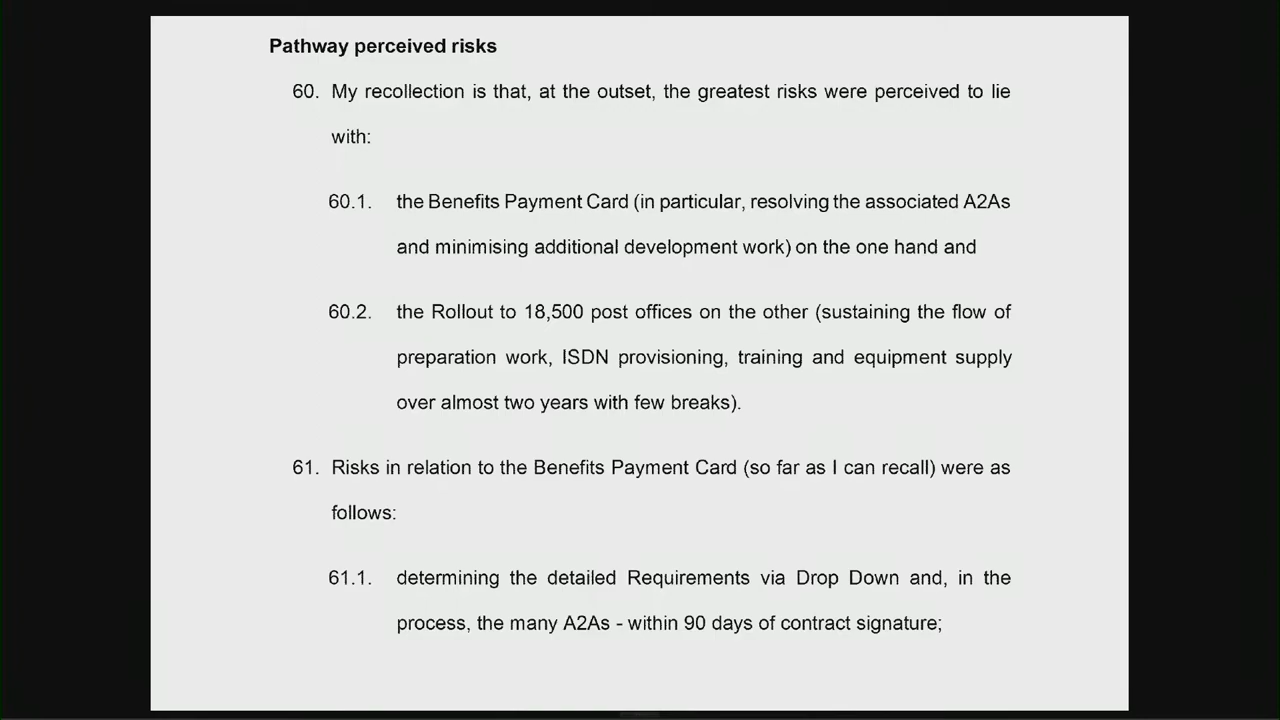 Pathway perceived risks
60. My recollection is that, at the outset, the greatest risks were perceived to lie
with:
60.1. the Benefits Payment Card (in particular, resolving the associated A2As
and minimising additional development work) on the one hand and
60.2. the Rollout to 18,500 post offices on the other (sustaining the flow of
preparation work, ISDN provisioning, training and equipment supply
over almost two years with few breaks).
61. Risks in relation to the Benefits Payment Card (so far as I can recall) were as
follows:
61.1. determining the detailed Requirements via Drop Down and, in the
process, the many A2As - within 90 days of contract signature;